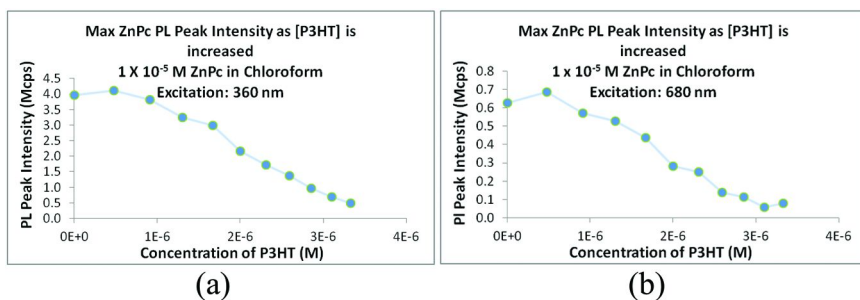 Max ZnPc PL Peak Intensity as [P3HT] is
increased
1 X 10-5 M ZnPc in Chloroform
Excitation: 360 nm
PL Peak Intensity (Mcps)
4.5
4.0
3.5
3.0
2.5
2.0
1.5
1.0
0.5
0.0
0E+0
1E-6
2E-6
3E-6
4E-6
Concentration of P3HT (M)
(a)
Max ZnPc PL Peak Intensity as [P3HT] is
increased
1 x 10-5 M ZnPc in Chloroform
Excitation: 680 nm
Pl Peak Intensity (Mcps)
0.8
0.7
0.6
0.5
0.4
0.3
0.2
0.1
0.0
0E+0
1E-6
2E-6
3E-6
4E-6
Concentration of P3HT (M)
(b)